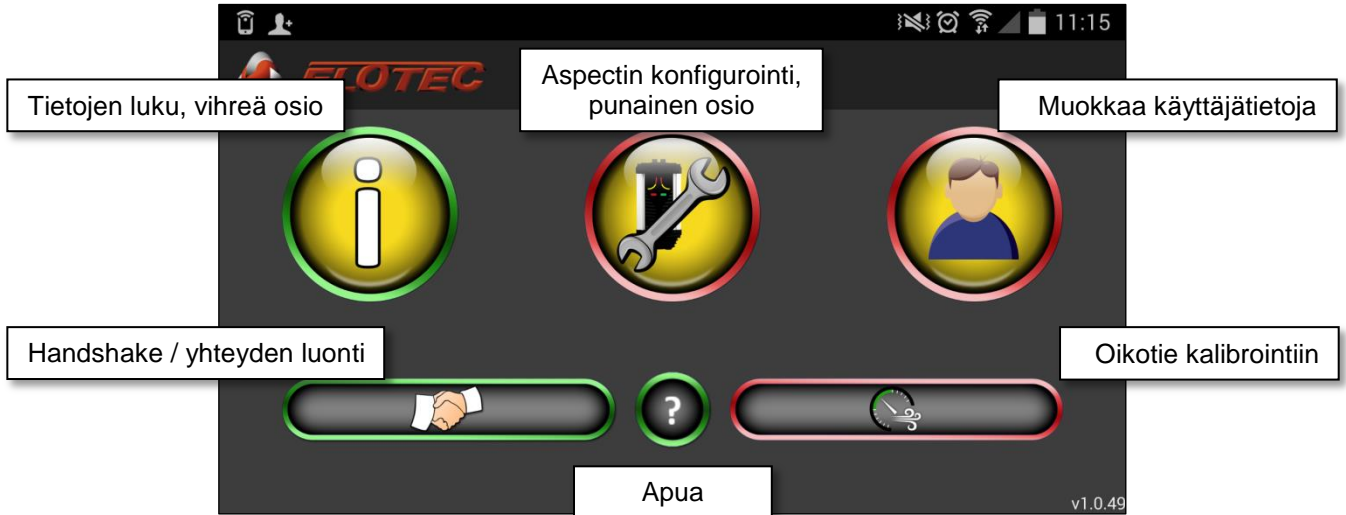 11:15
ELOTEC
Aspectin konfigurointi,
punainen osio
Tietojen luku, vihreä osio
Muokkaa käyttäjätietoja
Handshake / yhteyden luonti
Oikotie kalibrointiin
?
Apua
v1.0.49